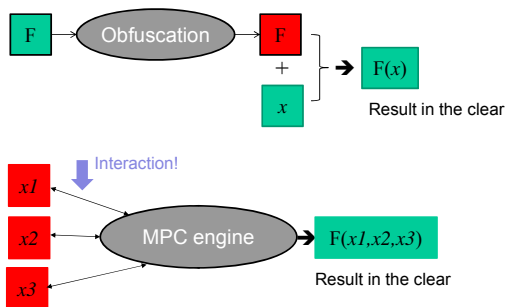 F
Obfuscation
F
+
x
F(x)
Result in the clear
Interaction!
x1
x2
x3
MPC engine
F(x1,x2,x3)
Result in the clear